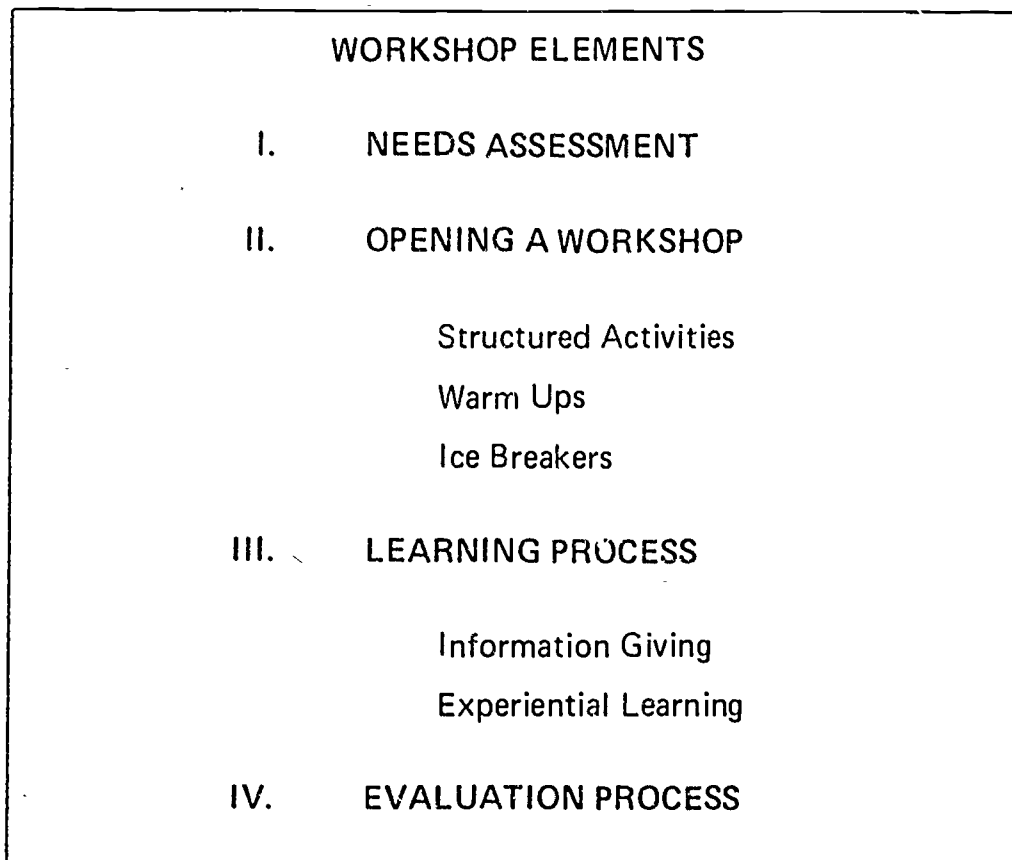 WORKSHOP ELEMENTS
I. NEEDS ASSESSMENT
II. OPENING A WORKSHOP
Structured Activities
Warm Ups
Ice Breakers
III. LEARNING PROCESS
Information Giving
Experiential Learning
IV. EVALUATION PROCESS